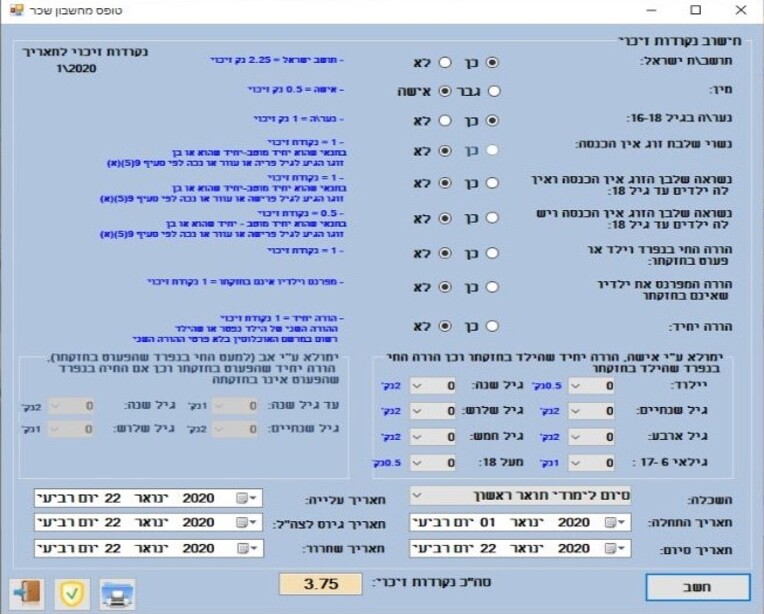 טופס מחשבון שכר
חישוב נקודות זיכוי
נקודות זיכוי לתאריך
1\2020
תושב\ת ישראל: כן לא - תושב ישראל = 2.25 נק זיכוי
מין: גבר אישה - אישה = 0.5 נק זיכוי
נער\ה בגיל 16-18: כן לא - נער\ה = 1 נק זיכוי
נשוי שלבת זוג אין הכנסה: כן לא - 1 = נקודת זיכוי
בתנאי שהוא יחיד מוטב-יחיד שהוא או בן
זוגו הגיע לגיל פרישה או עוור או נכה לפי סעיף 9(5)(א)
נשואה שלבן הזוג אין הכנסה ואין
לה ילדים עד גיל 18: כן לא - 1 = נקודת זיכוי
בתנאי שהוא יחיד מוטב-יחיד שהוא או בן
זוגו הגיע לגיל פרישה או עוור או נכה לפי סעיף 9(5)(א)
נשואה שלבן הזוג אין הכנסה ויש
לה ילדים עד גיל 18: כן לא - 0.5 = נקודת זיכוי
בתנאי שהוא יחיד מוטב - יחיד שהוא או בן
זוגו הגיע לגיל פרישה או עוור או נכה לפי סעיף 9(5)(א)
הורה החי בנפרד וילד או
פעוט בחזקתו: כן לא - 1 = נקודת זיכוי
הורה המפרנס את ילדיו
שאינם בחזקתו כן לא - מפרנס וילדיו אינם בחזקתו = 1 נקודת זיכוי
הורה יחיד: כן לא - הורה יחיד = 1 נקודת זיכוי
ההורה השני של הילד נפטר או שהילד
רשום במרשם האוכלוסין בלא פרטי ההורה השני
ימולא ע"י אישה, הורה יחיד שהילד בחזקתו וכן הורה החי
בנפרד שהילד בחזקתו
יילוד: 0 0.5נק' גיל שנה: 0 2נק'
גיל שנתיים: 0 2נק' גיל שלוש: 0 2נק'
גיל ארבע: 0 2נק' גיל חמש: 0 2נק'
גילאי 6 -17 : 0 1נק' מעל 18: 0 0.5נק'
ימולא ע"י אב (למעט החי בנפרד שהפעוט בחזקתו),
הורה יחיד שהפעוט בחזקתו וכן אם החיה בנפרד
שהפעוט אינו בחזקתה
עד גיל שנה: 0 1נק' גיל שנה: 0 2נק'
גיל שנתיים: 0 2נק' גיל שלוש: 0 1נק'
השכלה: סיום לימודי תואר ראשון
תאריך התחלה: יום רביעי 01 ינואר 2020
תאריך סיום: יום רביעי 22 ינואר 2020
תאריך עלייה: יום רביעי 22 ינואר 2020
תאריך גיוס לצה"ל: יום רביעי 22 ינואר 2020
תאריך שחרור: יום רביעי 22 ינואר 2020
חשב
סה"כ נקודות זיכוי: 3.75